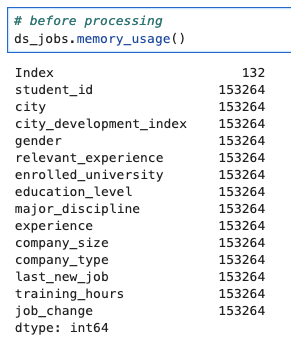 # before processing
ds_jobs.memory_usage()
Index 132
student_id 153264
city 153264
city_development_index 153264
gender 153264
relevant_experience 153264
enrolled_university 153264
education_level 153264
major_discipline 153264
experience 153264
company_size 153264
company_type 153264
last_new_job 153264
training_hours 153264
job_change 153264
dtype: int64